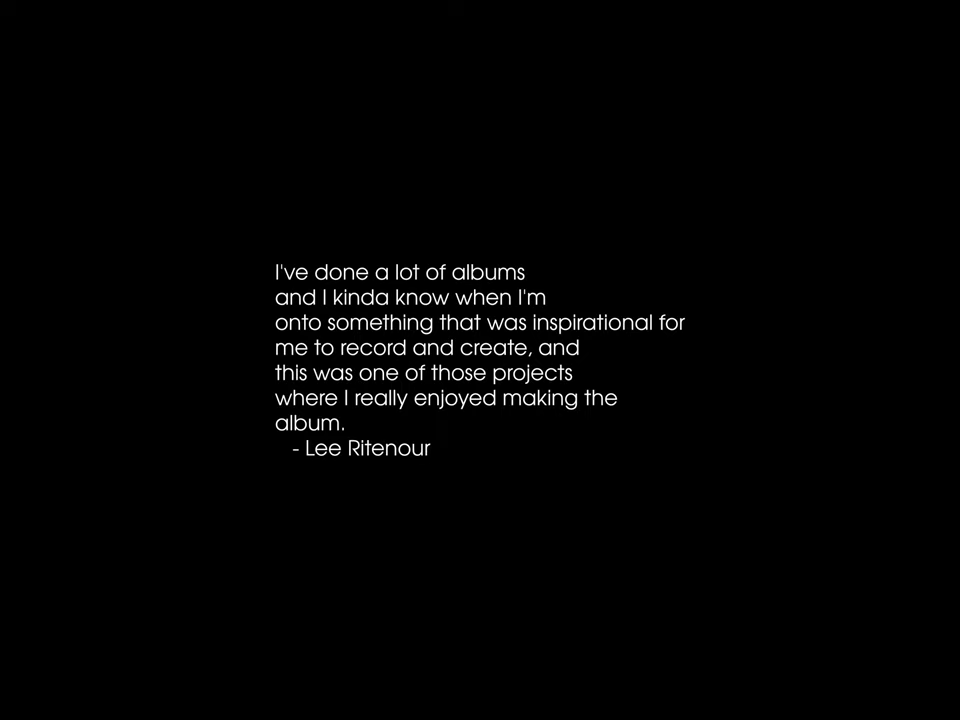 I've done a lot of albums
and I kinda know when I'm
onto something that was inspirational for
me to record and create, and
this was one of those projects
where I really enjoyed making the
album.
- Lee Ritenour